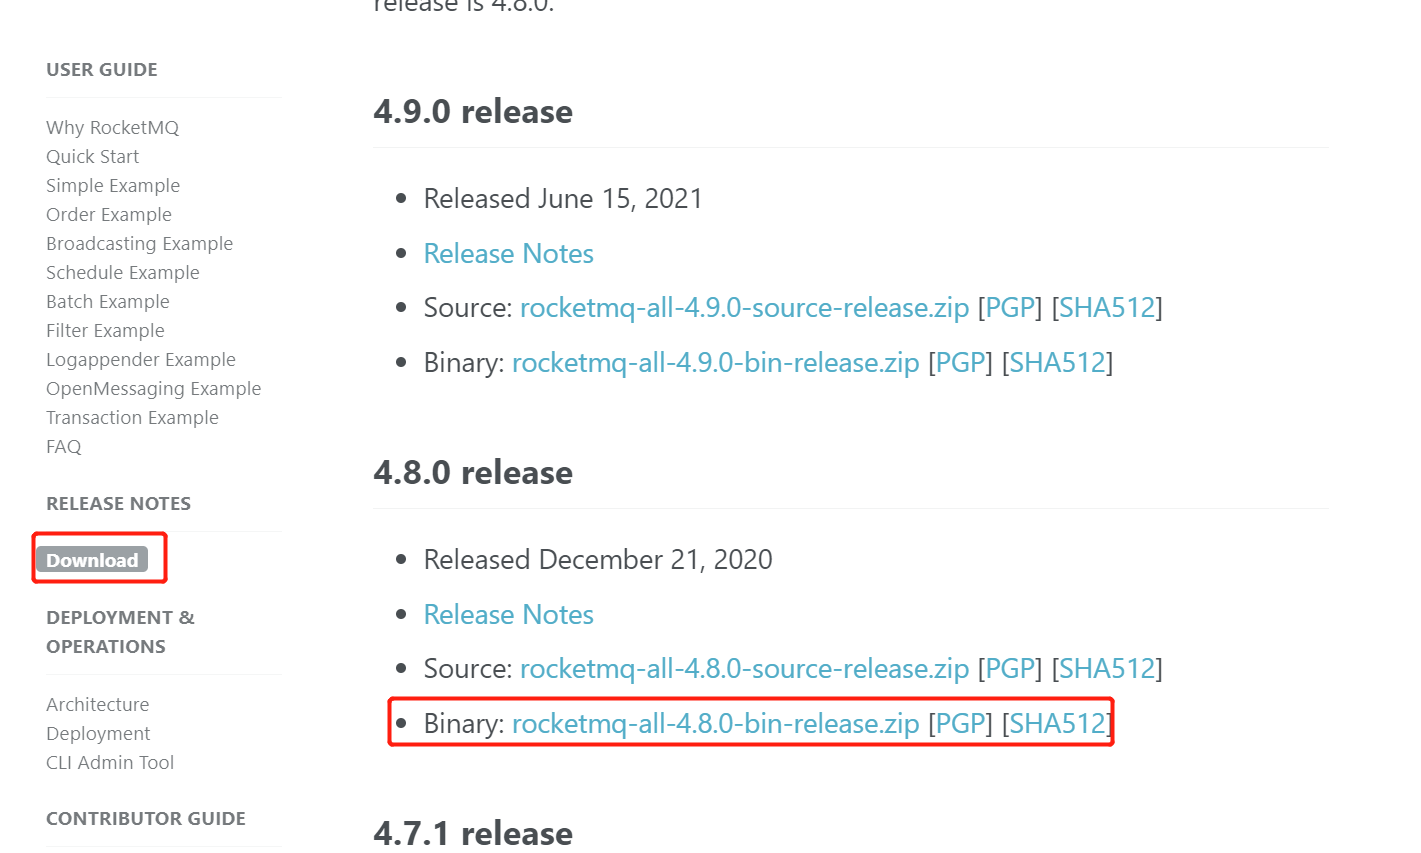 release is 4.8.0.
USER GUIDE
Why RocketMQ
Quick Start
Simple Example
Order Example
Broadcasting Example
Schedule Example
Batch Example
Filter Example
Logappender Example
OpenMessaging Example
Transaction Example
FAQ
RELEASE NOTES
Download
DEPLOYMENT &
OPERATIONS
Architecture
Deployment
CLI Admin Tool
CONTRIBUTOR GUIDE
4.9.0 release
• Released June 15, 2021
• Release Notes
• Source: rocketmq-all-4.9.0-source-release.zip [PGP] [SHA512]
• Binary: rocketmq-all-4.9.0-bin-release.zip [PGP] [SHA512]
4.8.0 release
• Released December 21, 2020
• Release Notes
• Source: rocketmq-all-4.8.0-source-release.zip [PGP] [SHA512]
• Binary: rocketmq-all-4.8.0-bin-release.zip [PGP] [SHA512]
4.7.1 release